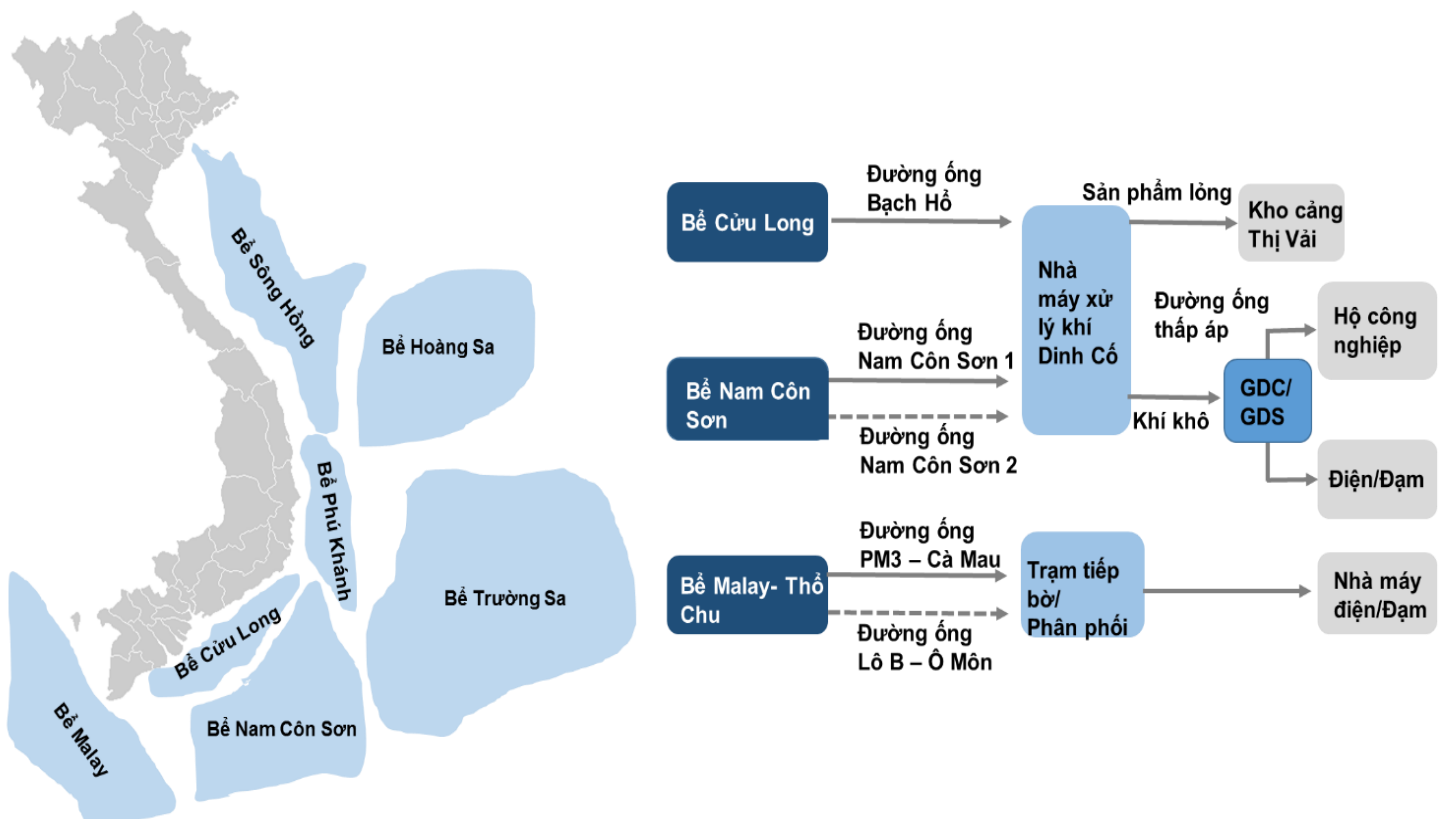 Bể Sông Hồng
Bể Hoàng Sa
Bể Phú Khánh
Bể Trường Sa
Bể Cửu Long
Bể Nam Côn Sơn
Bể Malay
Bể Cửu Long
Đường ống
Bạch Hổ
Nhà
máy xử
lý khí
Dinh Cố
Sản phẩm lỏng
Kho cảng
Thị Vải
Bể Nam Côn
Sơn
Đường ống
Nam Côn Sơn 1
Đường ống
Nam Côn Sơn 2
Khí khô
Đường ống
thấp áp
GDC/
GDS
Hộ công
nghiệp
Điện/Đạm
Bể Malay- Thổ
Chu
Đường ống
PM3 – Cà Mau
Đường ống
Lô B – Ô Môn
Trạm tiếp
bờ/
Phân phối
Nhà máy
điện/Đạm